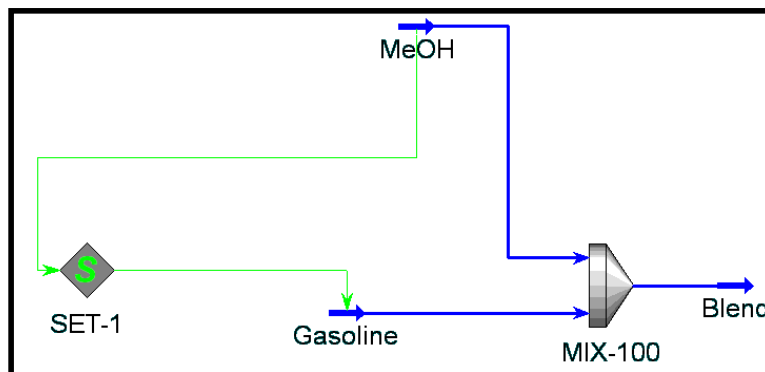 MeOH
S
SET-1
Gasoline
MIX-100
Blend